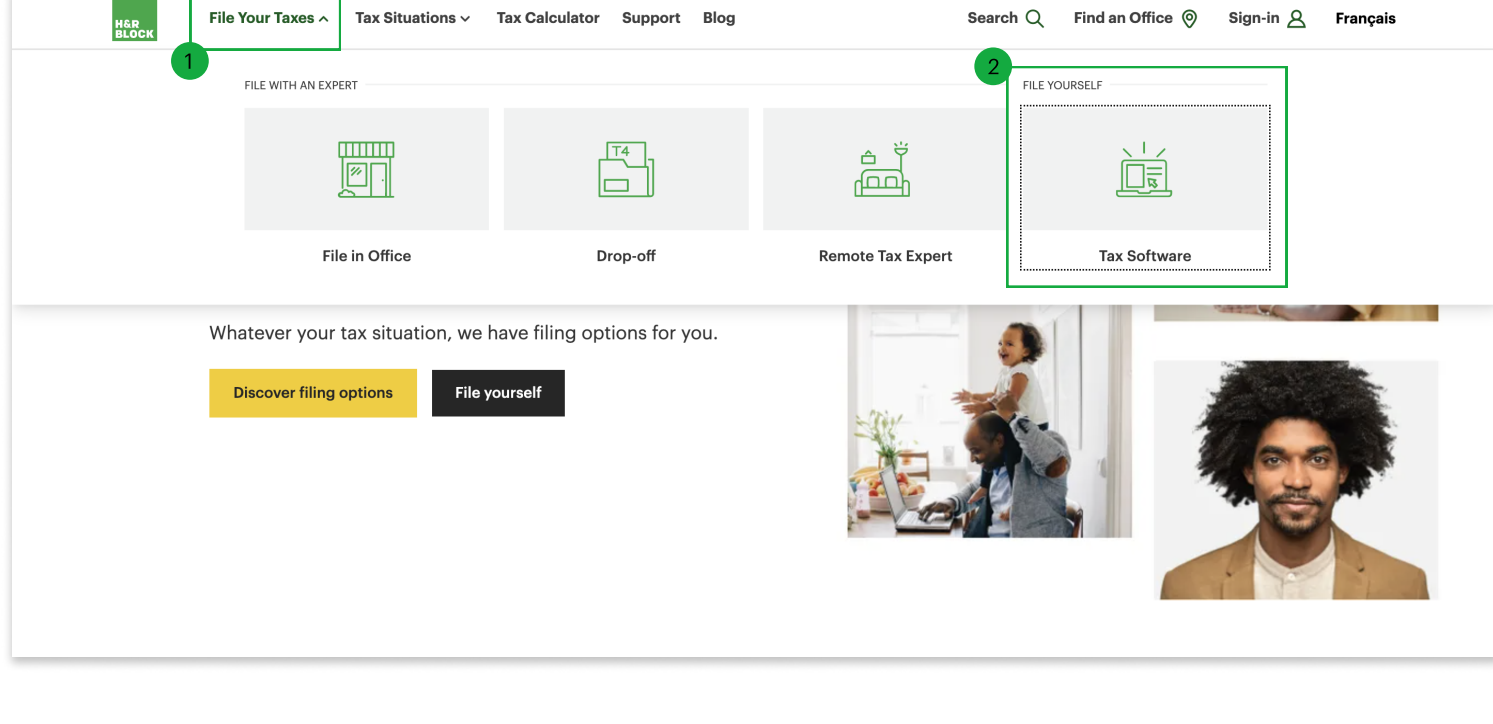 H&R
BLOCK
File Your Taxes
Tax Situations
Tax Calculator
Support
Blog
Search
Find an Office
Sign-in
Français
1
2
FILE WITH AN EXPERT
FILE YOURSELF
T4
File in Office
Drop-off
Remote Tax Expert
Tax Software
Whatever your tax situation, we have filing options for you.
Discover filing options
File yourself